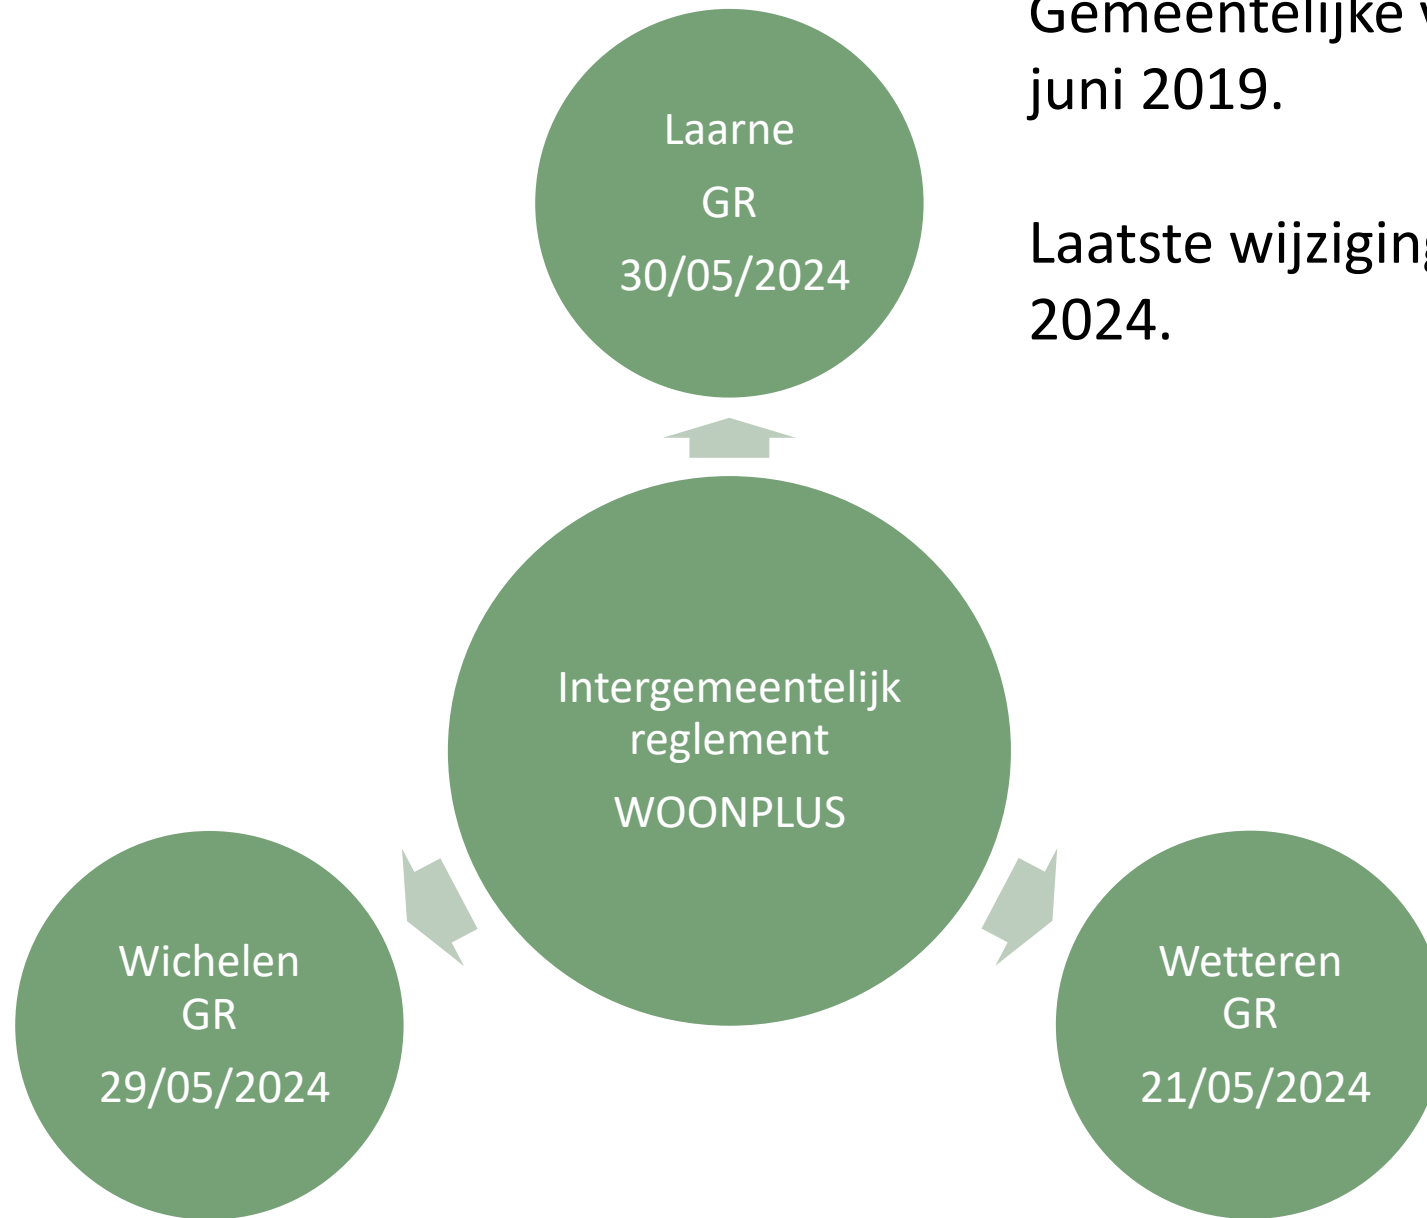 Gemeentelijke
juni 2019.
Laatste wijziging
2024.
Laarne
GR
30/05/2024
Intergemeentelijk
reglement
WOONPLUS
Wichelen
GR
29/05/2024
Wetteren
GR
21/05/2024